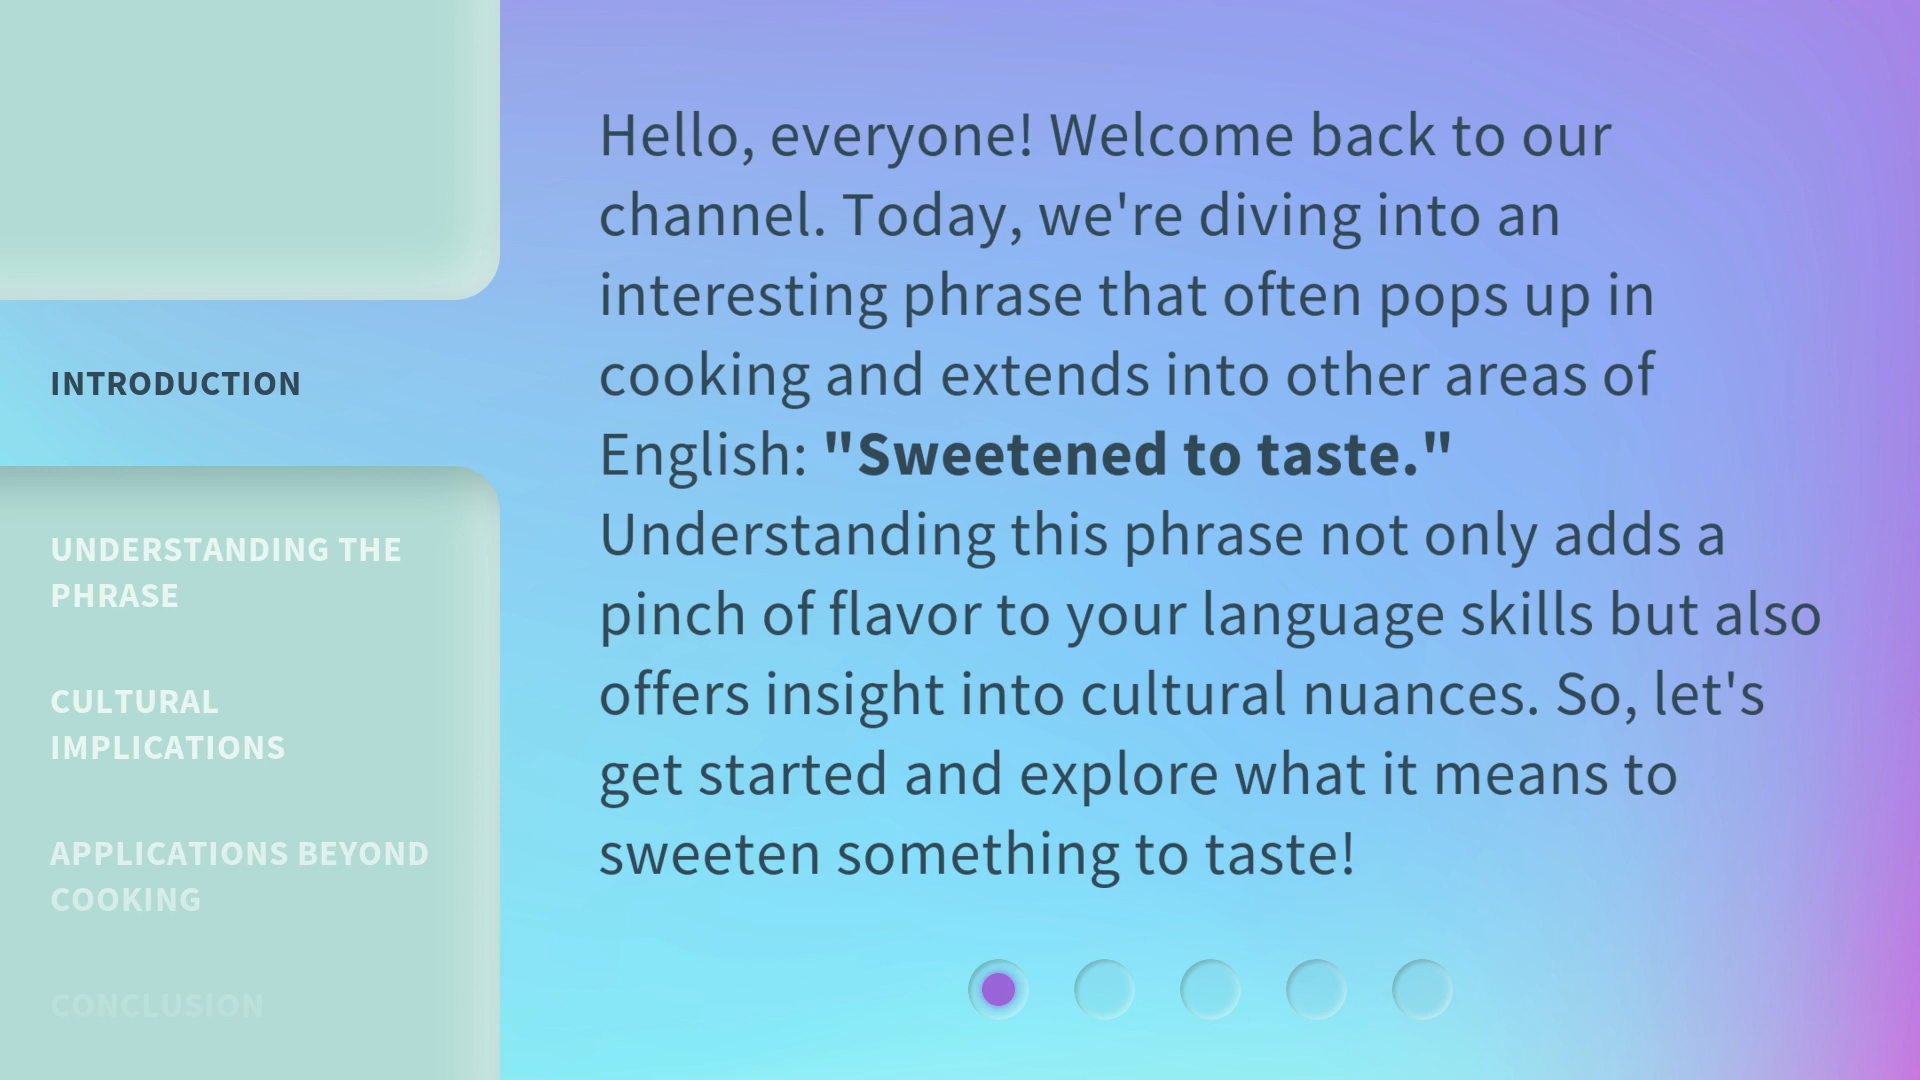 INTRODUCTION
UNDERSTANDING THE
PHRASE
CULTURAL
IMPLICATIONS
APPLICATIONS BEYOND
COOKING
CONCLUSION
Hello, everyone! Welcome back to our
channel. Today, we're diving into an
interesting phrase that often pops up in
cooking and extends into other areas of
English: "Sweetened to taste."
Understanding this phrase not only adds a
pinch of flavor to your language skills but also
offers insight into cultural nuances. So, let's
get started and explore what it means to
sweeten something to taste!